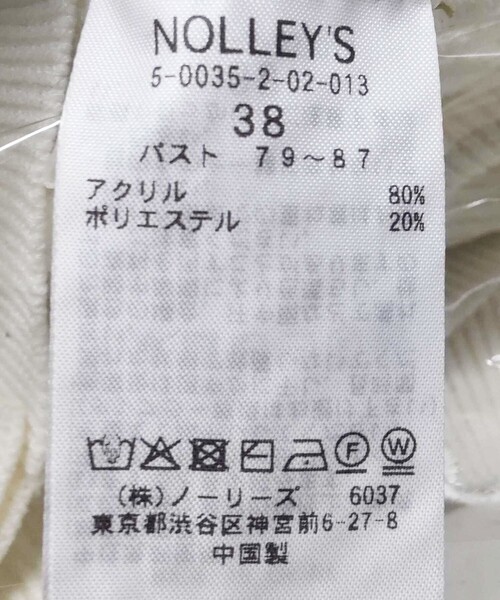 NOLLEY'S
5-0035-2-02-013
38
バスト 79～87
アクリル 80%
ポリエステル 20%
F W
(株)ノーリーズ 6037
東京都渋谷区神宮前6-27-8
中国製